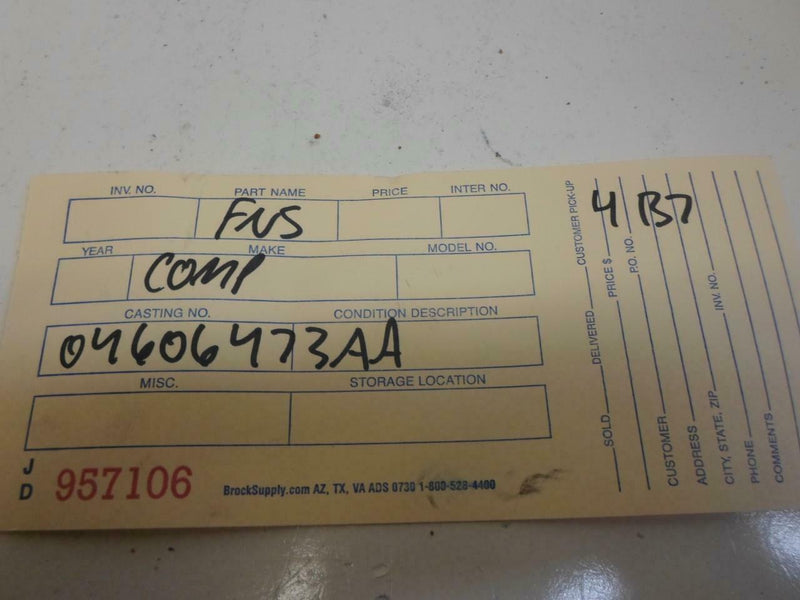 INV. NO. PART NAME PRICE INTER NO.
FNS
YEAR MAKE MODEL NO.
COMP
CASTING NO. CONDITION DESCRIPTION
04606473AA
MISC. STORAGE LOCATION
J
D
957106
BrockSupply.com AZ, TX, VA ADS 0730 1-800-528-4400
4 B7
SOLD DELIVERED CUSTOMER PICK-UP
PRICE $
P.O. NO.
CUSTOMER
ADDRESS
CITY, STATE, ZIP INV. NO.
PHONE
COMMENTS